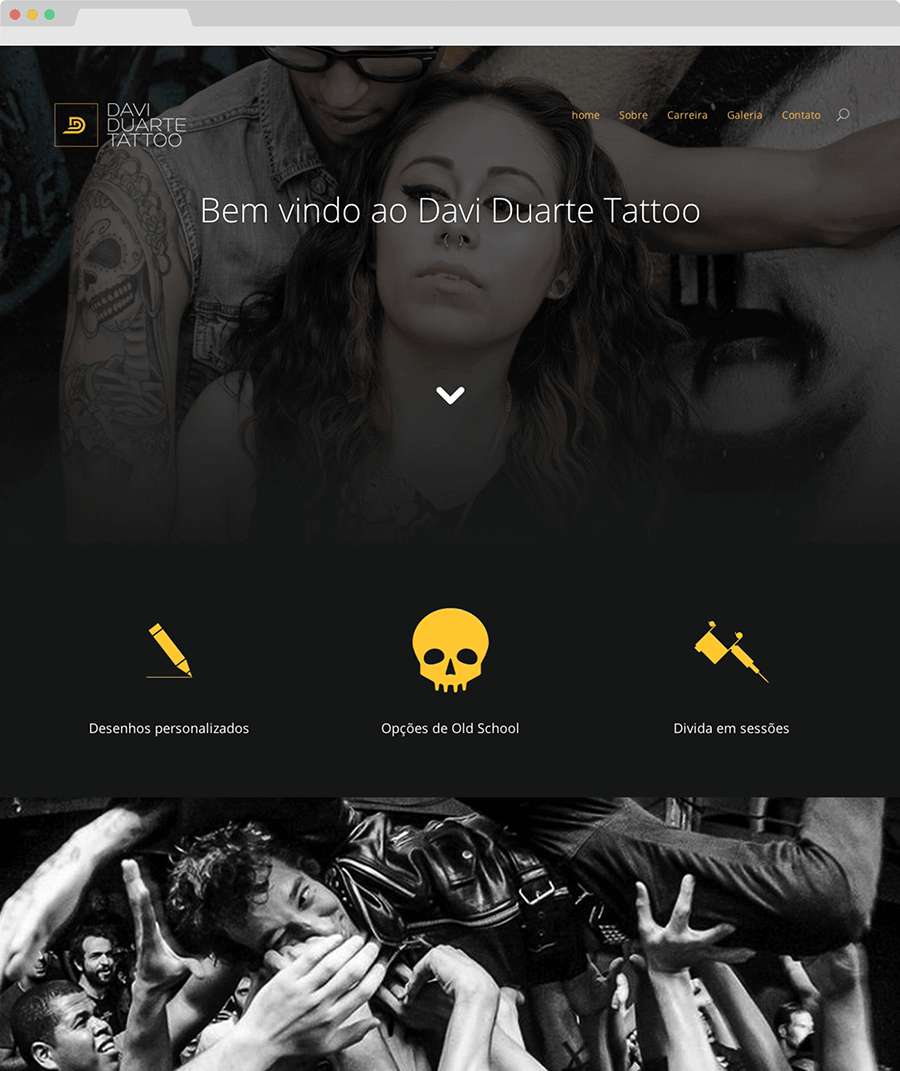 DAVI
DUARTE
TATTOO
home Sobre Carreira Galeria Contato
Bem vindo ao Davi Duarte Tattoo
Desenhos personalizados Opções de Old School Divida em sessões